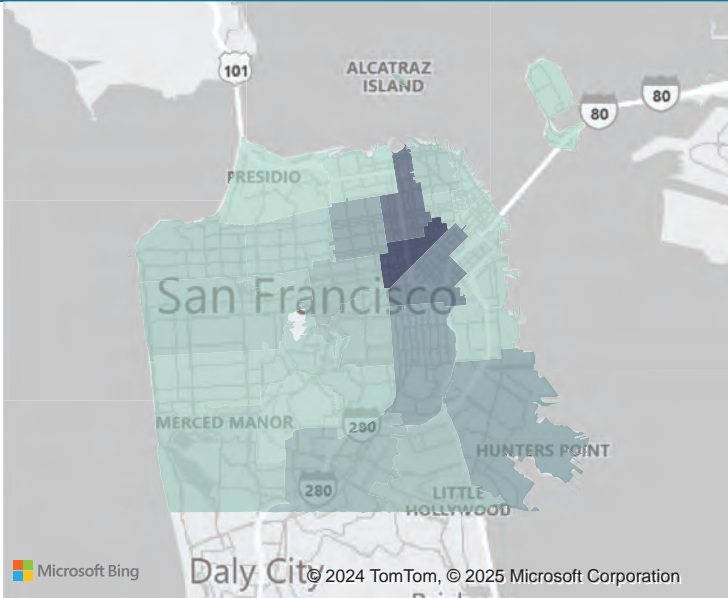 101
ALCATRAZ
ISLAND
80
80
PRESIDIO
San Francisco
MERCED MANOR
280
HUNTERS POINT
280
LITTLE
HOLLYWOOD
Microsoft Bing
Daly City
© 2024 TomTom, © 2025 Microsoft Corporation